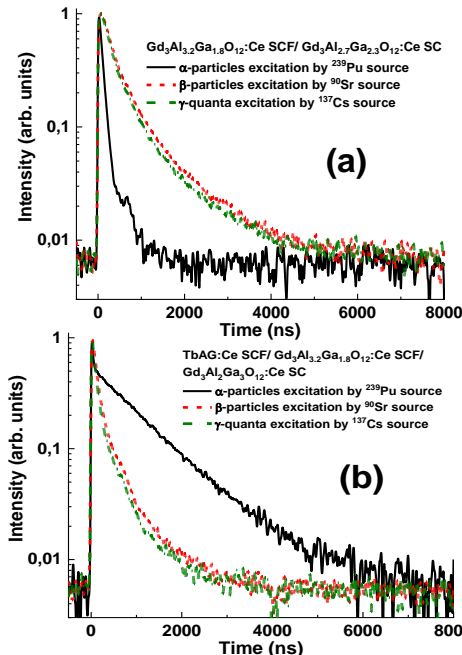 (a)
Gd3Al3.2Ga1.8O12:Ce SCF/ Gd3Al2.7Ga2.3O12:Ce SC
α-particles excitation by 239Pu source
β-particles excitation by 90Sr source
γ-quanta excitation by 137Cs source
Intensity (arb. units)
1
0,1
0,01
0 2000 4000 6000 8000
Time (ns)
(b)
TbAG:Ce SCF/ Gd3Al3.2Ga1.8O12:Ce SCF/
Gd3Al2Ga3O12:Ce SC
α-particles excitation by 239Pu source
β-particles excitation by 90Sr source
γ-quanta excitation by 137Cs source
Intensity (arb. units)
1
0,1
0,01
0 2000 4000 6000 8000
Time (ns)